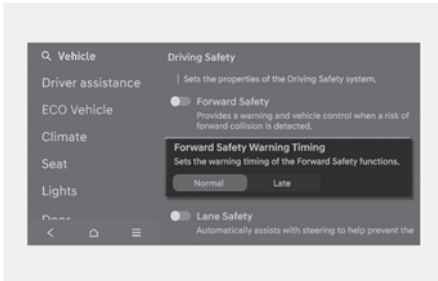 Vehicle
Driver assistance
ECO Vehicle
Climate
Seat
Lights
Door
Driving Safety
Sets the properties of the Driving Safety system.
Forward Safety
Provides a warning and vehicle control when a risk of
forward collision is detected.
Forward Safety Warning Timing
Sets the warning timing of the Forward Safety functions.
Normal
Late
Lane Safety
Automatically assists with steering to help prevent the